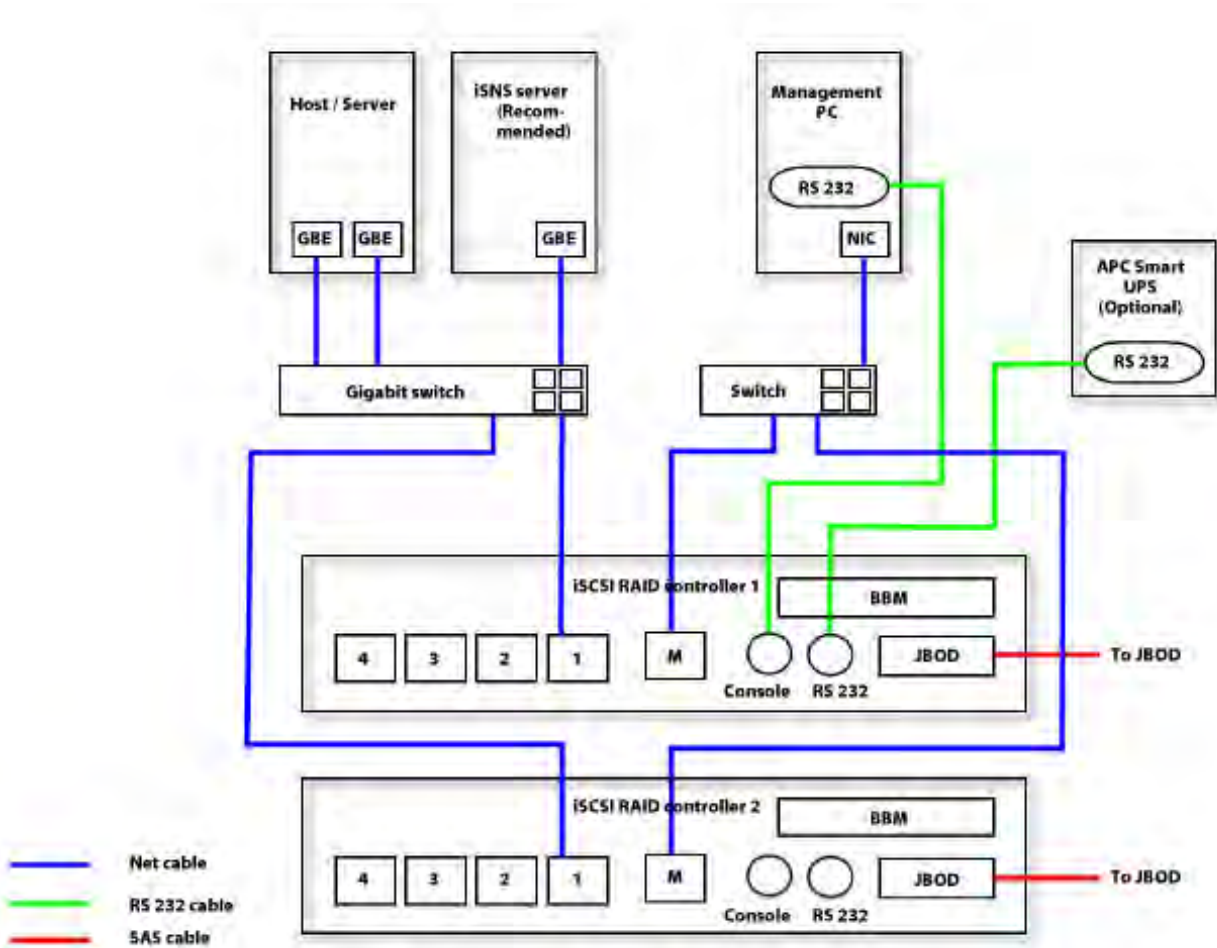 Host / Server
iSNS server
(Recom-
mended)
Management
PC
RS 232
GBE
GBE
GBE
NIC
APC Smart
UPS
(Optional)
RS 232
Gigabit switch
Switch
iSCSI RAID controller 1
BBM
4
3
2
1
M
JBOD
To JBOD
Console
RS 232
iSCSI RAID controller 2
BBM
4
3
2
1
M
JBOD
To JBOD
Console
RS 232
Net cable
RS 232 cable
SAS cable